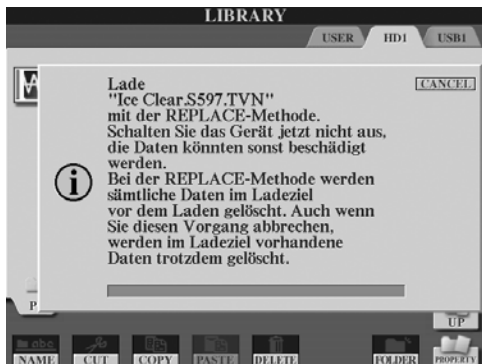 LIBRARY
USER HD1 USB1
CANCEL
Lade
"Ice Clear.S597.TVN"
mit der REPLACE-Methode.
Schalten Sie das Gerät jetzt nicht aus,
die Daten könnten sonst beschädigt
werden.
Bei der REPLACE-Methode werden
sämtliche Daten im Ladeziel
vor dem Laden gelöscht. Auch wenn
Sie diesen Vorgang abbrechen,
werden im Ladeziel vorhandene
Daten trotzdem gelöscht.
P
UP
NAME CUT COPY PASTE DELETE FOLDER PROPERTY